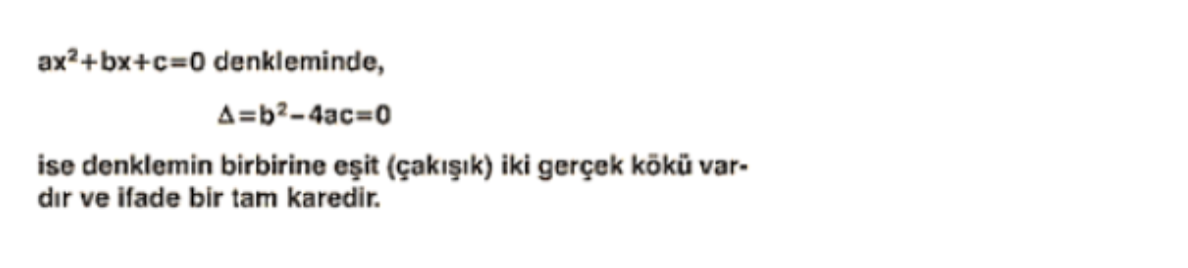 ax²+bx+c=0 denkleminde,
Δ=b²-4ac=0
ise denklemin birbirine eşit (çakışık) iki gerçek kökü var-
dır ve ifade bir tam karedir.